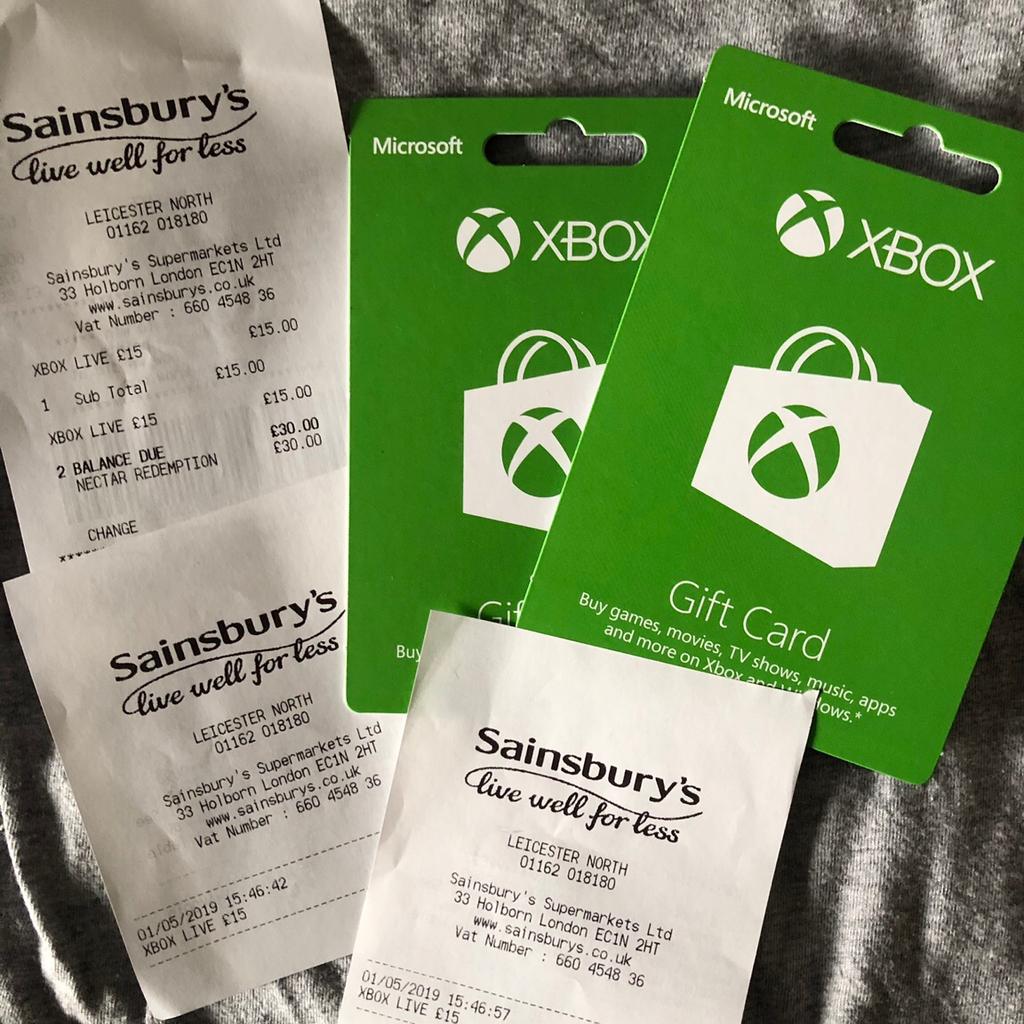 Sainsbury's
live well for less
LEICESTER NORTH
01162 018180
Sainsbury's Supermarkets Ltd
33 Holborn London EC1N 2HT
www.sainsburys.co.uk
Vat Number : 660 4548 36
XBOX LIVE £15 £15.00
1 Sub Total £15.00
XBOX LIVE £15 £15.00
2 BALANCE DUE £30.00
NECTAR REDEMPTION £30.00
CHANGE
Microsoft
XBOX
Gif
Buy
Microsoft
XBOX
Gift Card
Buy games, movies, TV shows, music, apps
and more on Xbox and Windows.*
Sainsbury's
live well for less
LEICESTER NORTH
01162 018180
Sainsbury's Supermarkets Ltd
33 Holborn London EC1N 2HT
www.sainsburys.co.uk
Vat Number : 660 4548 36
01/05/2019 15:46:42
XBOX LIVE £15
Sainsbury's
live well for less
LEICESTER NORTH
01162 018180
Sainsbury's Supermarkets Ltd
33 Holborn London EC1N 2HT
www.sainsburys.co.uk
Vat Number : 660 4548 36
01/05/2019 15:46:57
XBOX LIVE £15